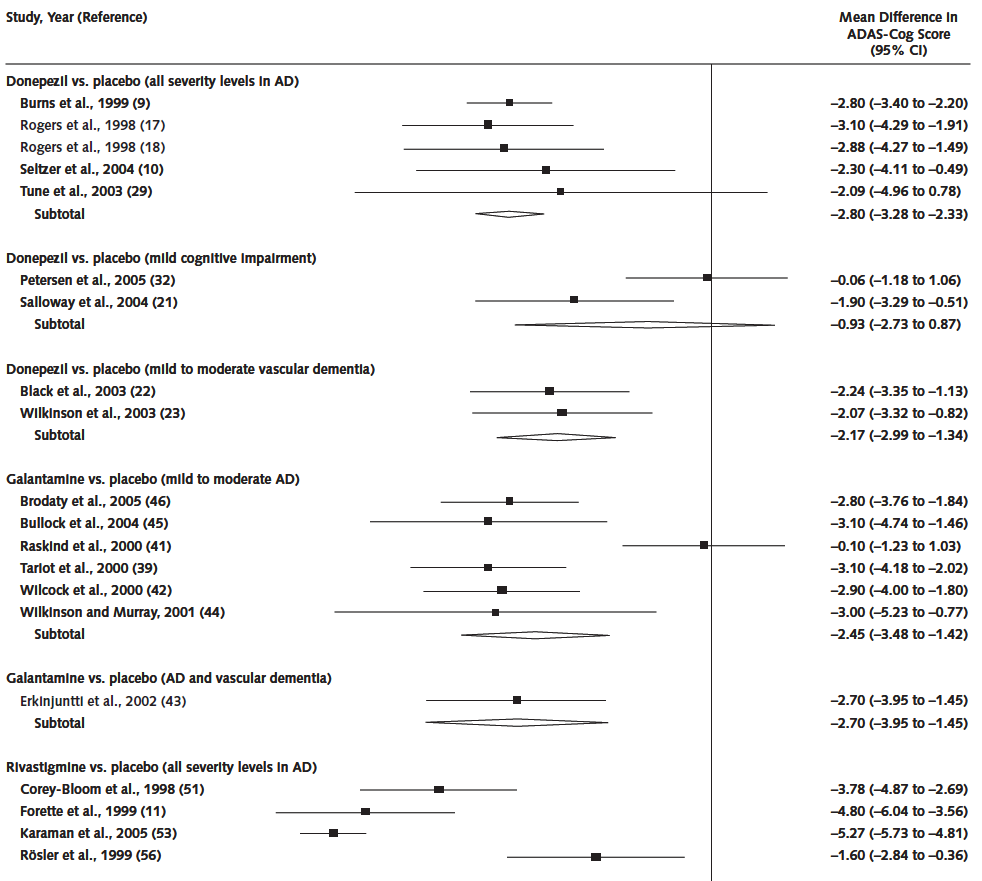 Study, Year (Reference)
Mean Difference in
ADAS-Cog Score
(95% CI)
Donepezil vs. placebo (all severity levels in AD)
Burns et al., 1999 (9) –2.80 (–3.40 to –2.20)
Rogers et al., 1998 (17) –3.10 (–4.29 to –1.91)
Rogers et al., 1998 (18) –2.88 (–4.27 to –1.49)
Seltzer et al., 2004 (10) –2.30 (–4.11 to –0.49)
Tune et al., 2003 (29) –2.09 (–4.96 to 0.78)
Subtotal –2.80 (–3.28 to –2.33)
Donepezil vs. placebo (mild cognitive impairment)
Petersen et al., 2005 (32) –0.06 (–1.18 to 1.06)
Salloway et al., 2004 (21) –1.90 (–3.29 to –0.51)
Subtotal –0.93 (–2.73 to 0.87)
Donepezil vs. placebo (mild to moderate vascular dementia)
Black et al., 2003 (22) –2.24 (–3.35 to –1.13)
Wilkinson et al., 2003 (23) –2.07 (–3.32 to –0.82)
Subtotal –2.17 (–2.99 to –1.34)
Galantamine vs. placebo (mild to moderate AD)
Brodaty et al., 2005 (46) –2.80 (–3.76 to –1.84)
Bullock et al., 2004 (45) –3.10 (–4.74 to –1.46)
Raskind et al., 2000 (41) –0.10 (–1.23 to 1.03)
Tariot et al., 2000 (39) –3.10 (–4.18 to –2.02)
Wilcock et al., 2000 (42) –2.90 (–4.00 to –1.80)
Wilkinson and Murray, 2001 (44) –3.00 (–5.23 to –0.77)
Subtotal –2.45 (–3.48 to –1.42)
Galantamine vs. placebo (AD and vascular dementia)
Erkinjuntti et al., 2002 (43) –2.70 (–3.95 to –1.45)
Subtotal –2.70 (–3.95 to –1.45)
Rivastigmine vs. placebo (all severity levels in AD)
Corey-Bloom et al., 1998 (51) –3.78 (–4.87 to –2.69)
Forette et al., 1999 (11) –4.80 (–6.04 to –3.56)
Karaman et al., 2005 (53) –5.27 (–5.73 to –4.81)
Rösler et al., 1999 (56) –1.60 (–2.84 to –0.36)